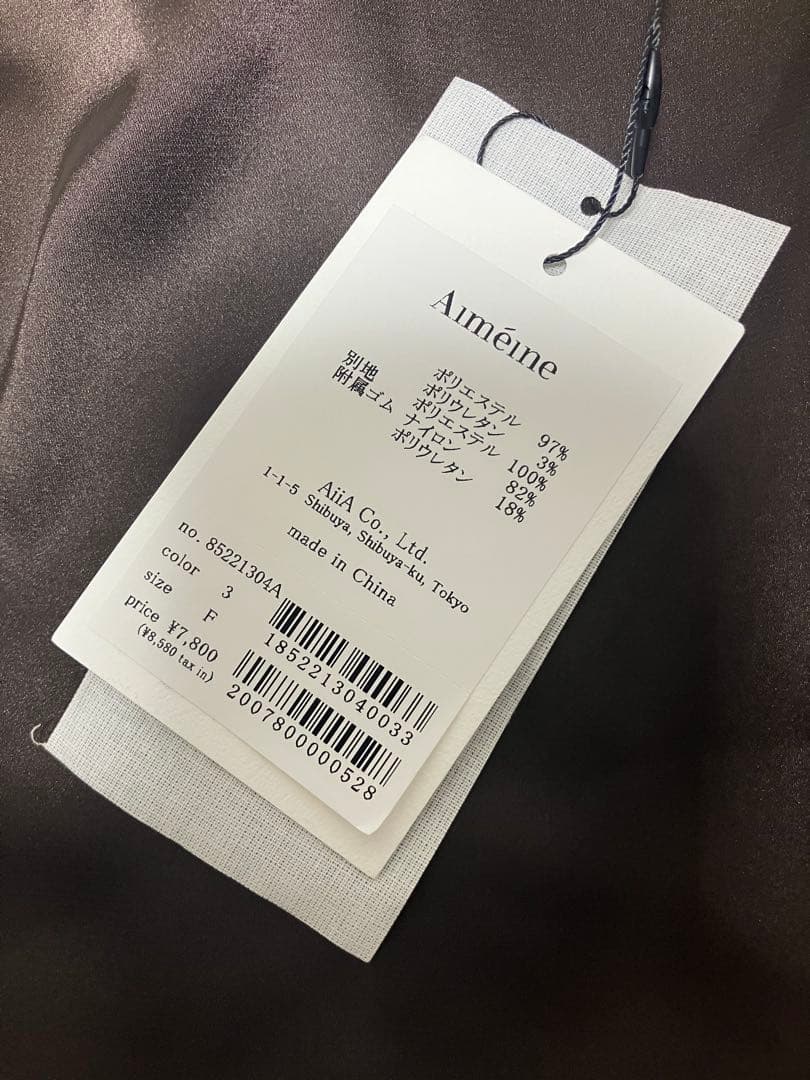 Aiméine
ポリエステル 97%
ポリウレタン 3%
別地 ポリエステル 100%
附属ゴム ナイロン 82%
ポリウレタン 18%
AiiA Co., Ltd.
1-1-5 Shibuya, Shibuya-ku, Tokyo
made in China
no. 85221304A
color 3
size F
price ¥7,800
(¥8,580 tax in)
1852213040033
2007800000528